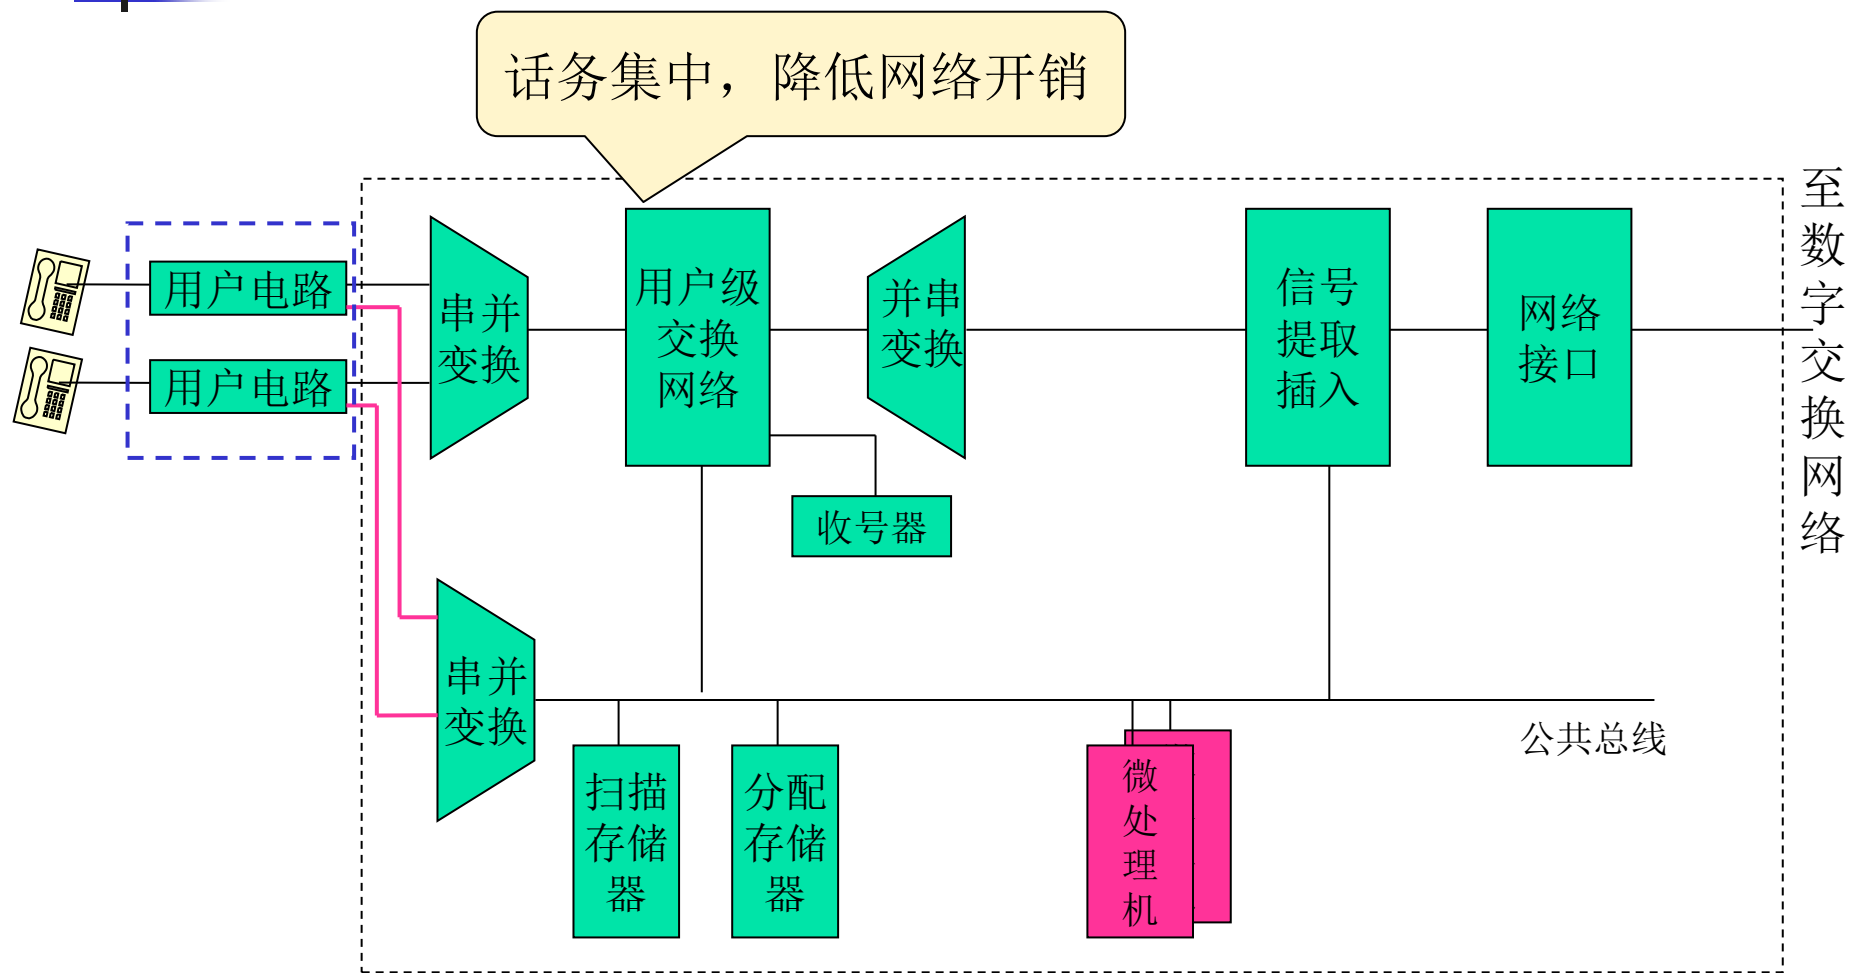 话务集中，降低网络开销
用户电路
用户电路
串并
变换
用户级
交换
网络
并串
变换
信号
提取
插入
网络
接口
至
数
字
交
换
网
络
收号器
串并
变换
扫描
存储
器
分配
存储
器
微
处
理
机
公共总线